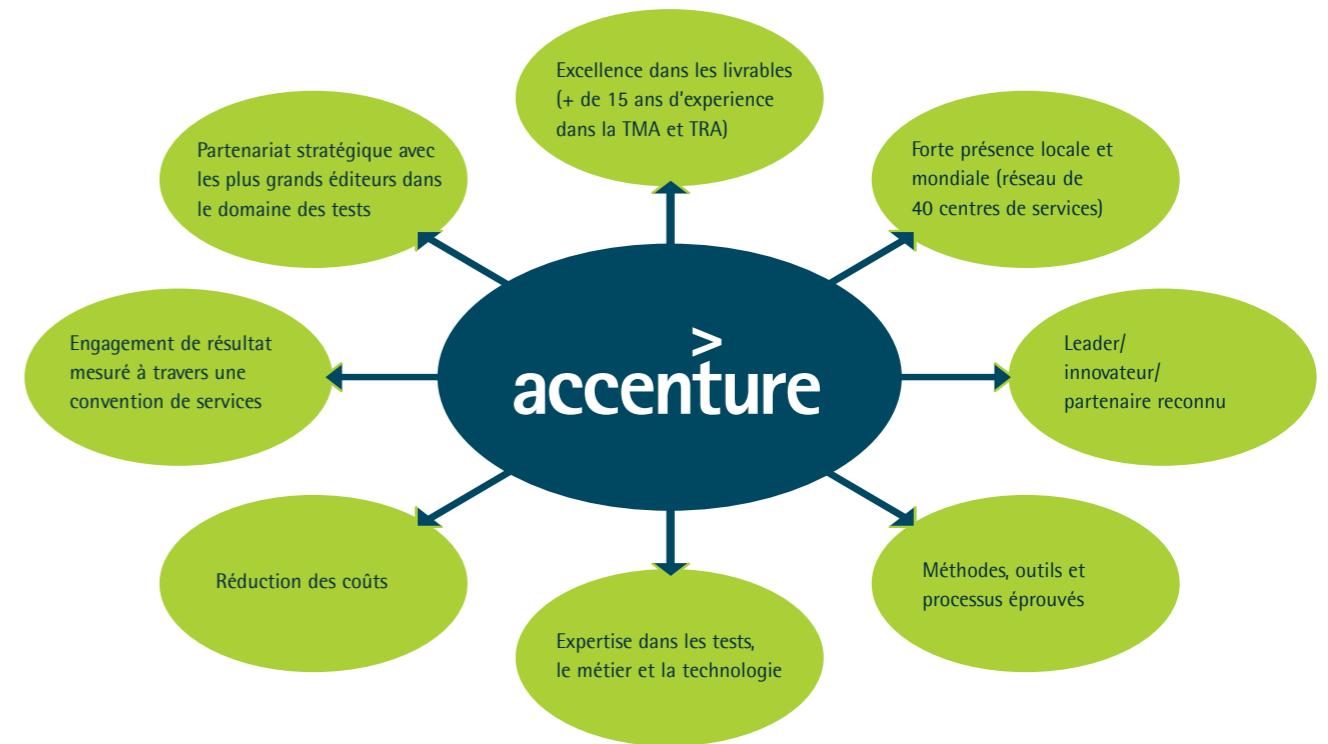 Excellence dans les livrables
(+ de 15 ans d'experience
dans la TMA et TRA)
Partenariat stratégique avec
les plus grands éditeurs dans
le domaine des tests
Forte présence locale et
mondiale (réseau de
40 centres de services)
Engagement de résultat
mesuré à travers une
convention de services
>
accenture
Leader/
innovateur/
partenaire reconnu
Réduction des coûts
Méthodes, outils et
processus éprouvés
Expertise dans les tests,
le métier et la technologie